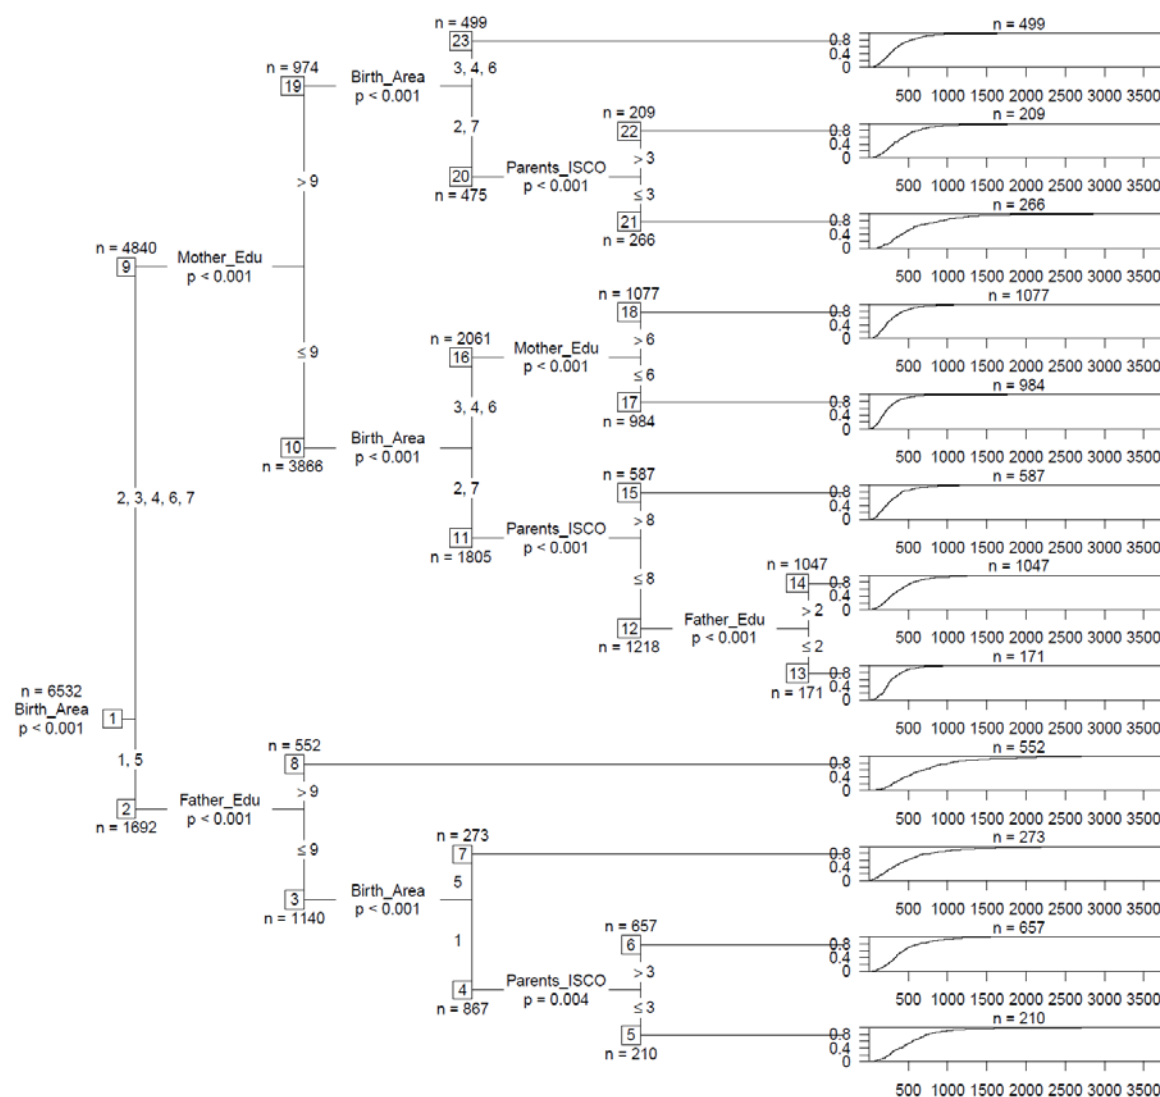 n = 499
23
n = 974
19
Birth_Area
p < 0.001
3, 4, 6
2, 7
> 9
20
n = 475
Parents_ISCO
p < 0.001
n = 209
22
> 3
≤ 3
21
n = 266
n = 4840
9
Mother_Edu
p < 0.001
≤ 9
n = 1077
18
n = 2061
16
Mother_Edu
p < 0.001
> 6
≤ 6
17
n = 984
3, 4, 6
10
n = 3866
Birth_Area
p < 0.001
2, 7
2, 3, 4, 6, 7
n = 587
15
11
n = 1805
Parents_ISCO
p < 0.001
> 8
≤ 8
n = 1047
14
12
n = 1218
Father_Edu
p < 0.001
> 2
≤ 2
13
n = 171
n = 6532
Birth_Area
p < 0.001
1
1, 5
n = 552
8
2
n = 1692
Father_Edu
p < 0.001
> 9
≤ 9
n = 273
7
3
n = 1140
Birth_Area
p < 0.001
5
1
n = 657
6
4
n = 867
Parents_ISCO
p = 0.004
> 3
≤ 3
5
n = 210
n = 499
0.8
0.4
0
500 1000 1500 2000 2500 3000 3500
n = 209
0.8
0.4
0
500 1000 1500 2000 2500 3000 3500
n = 266
0.8
0.4
0
500 1000 1500 2000 2500 3000 3500
n = 1077
0.8
0.4
0
500 1000 1500 2000 2500 3000 3500
n = 984
0.8
0.4
0
500 1000 1500 2000 2500 3000 3500
n = 587
0.8
0.4
0
500 1000 1500 2000 2500 3000 3500
n = 1047
0.8
0.4
0
500 1000 1500 2000 2500 3000 3500
n = 171
0.8
0.4
0
500 1000 1500 2000 2500 3000 3500
n = 552
0.8
0.4
0
500 1000 1500 2000 2500 3000 3500
n = 273
0.8
0.4
0
500 1000 1500 2000 2500 3000 3500
n = 657
0.8
0.4
0
500 1000 1500 2000 2500 3000 3500
n = 210
0.8
0.4
0
500 1000 1500 2000 2500 3000 3500